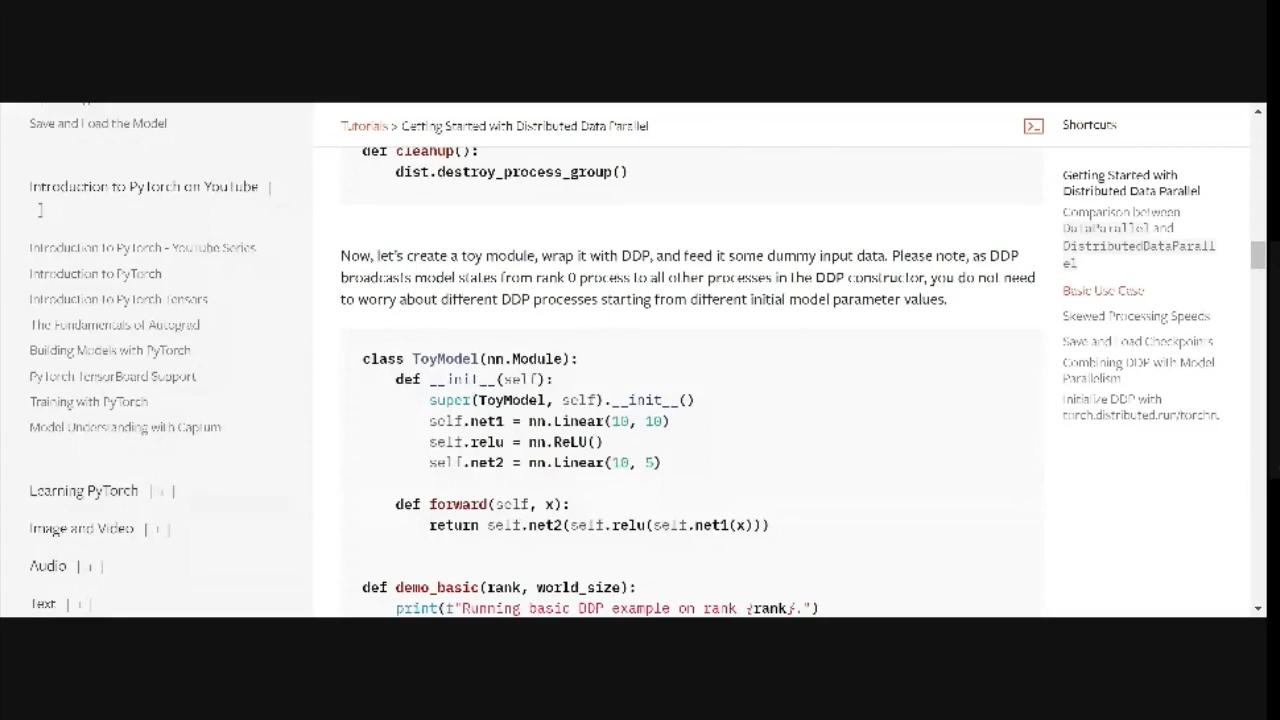 Save and Load the Model
Introduction to PyTorch on YouTube [
]
Introduction to PyTorch - YouTube Series
Introduction to PyTorch
Introduction to PyTorch Tensors
The Fundamentals of Autograd
Building Models with PyTorch
PyTorch TensorBoard Support
Training with PyTorch
Model Understanding with Captum
Learning PyTorch [ + ]
Image and Video [ + ]
Audio [ + ]
Text [ + ]
Tutorials > Getting Started with Distributed Data Parallel
def cleanup():
dist.destroy_process_group()
Now, let's create a toy module, wrap it with DDP, and feed it some dummy input data. Please note, as DDP
broadcasts model states from rank 0 process to all other processes in the DDP constructor, you do not need
to worry about different DDP processes starting from different initial model parameter values.
class ToyModel(nn.Module):
def __init__(self):
super(ToyModel, self).__init__()
self.net1 = nn.Linear(10, 10)
self.relu = nn.ReLU()
self.net2 = nn.Linear(10, 5)
def forward(self, x):
return self.net2(self.relu(self.net1(x)))
def demo_basic(rank, world_size):
print(f"Running basic DDP example on rank {rank}.")
Shortcuts
Getting Started with
Distributed Data Parallel
Comparison between
DataParallel and
DistributedDataParall
el
Basic Use Case
Skewed Processing Speeds
Save and Load Checkpoints
Combining DDP with Model
Parallelism
Initialize DDP with
torch.distributed.run/torchr.